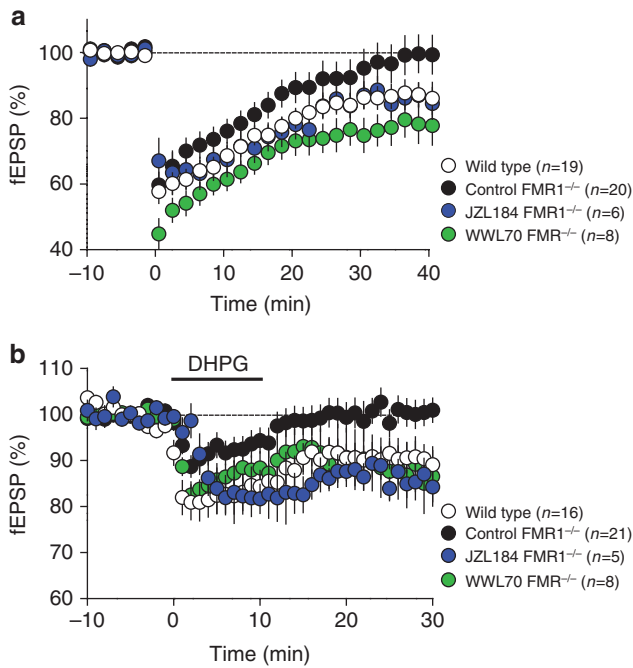 a
100
80
60
40
fEPSP (%)
–10
0
10
20
30
40
Time (min)
Wild type (n=19)
Control FMR1–/– (n=20)
JZL184 FMR1–/– (n=6)
WWL70 FMR–/– (n=8)
b
DHPG
110
100
90
80
70
60
fEPSP (%)
–10
0
10
20
30
Time (min)
Wild type (n=16)
Control FMR1–/– (n=21)
JZL184 FMR1–/– (n=5)
WWL70 FMR–/– (n=8)